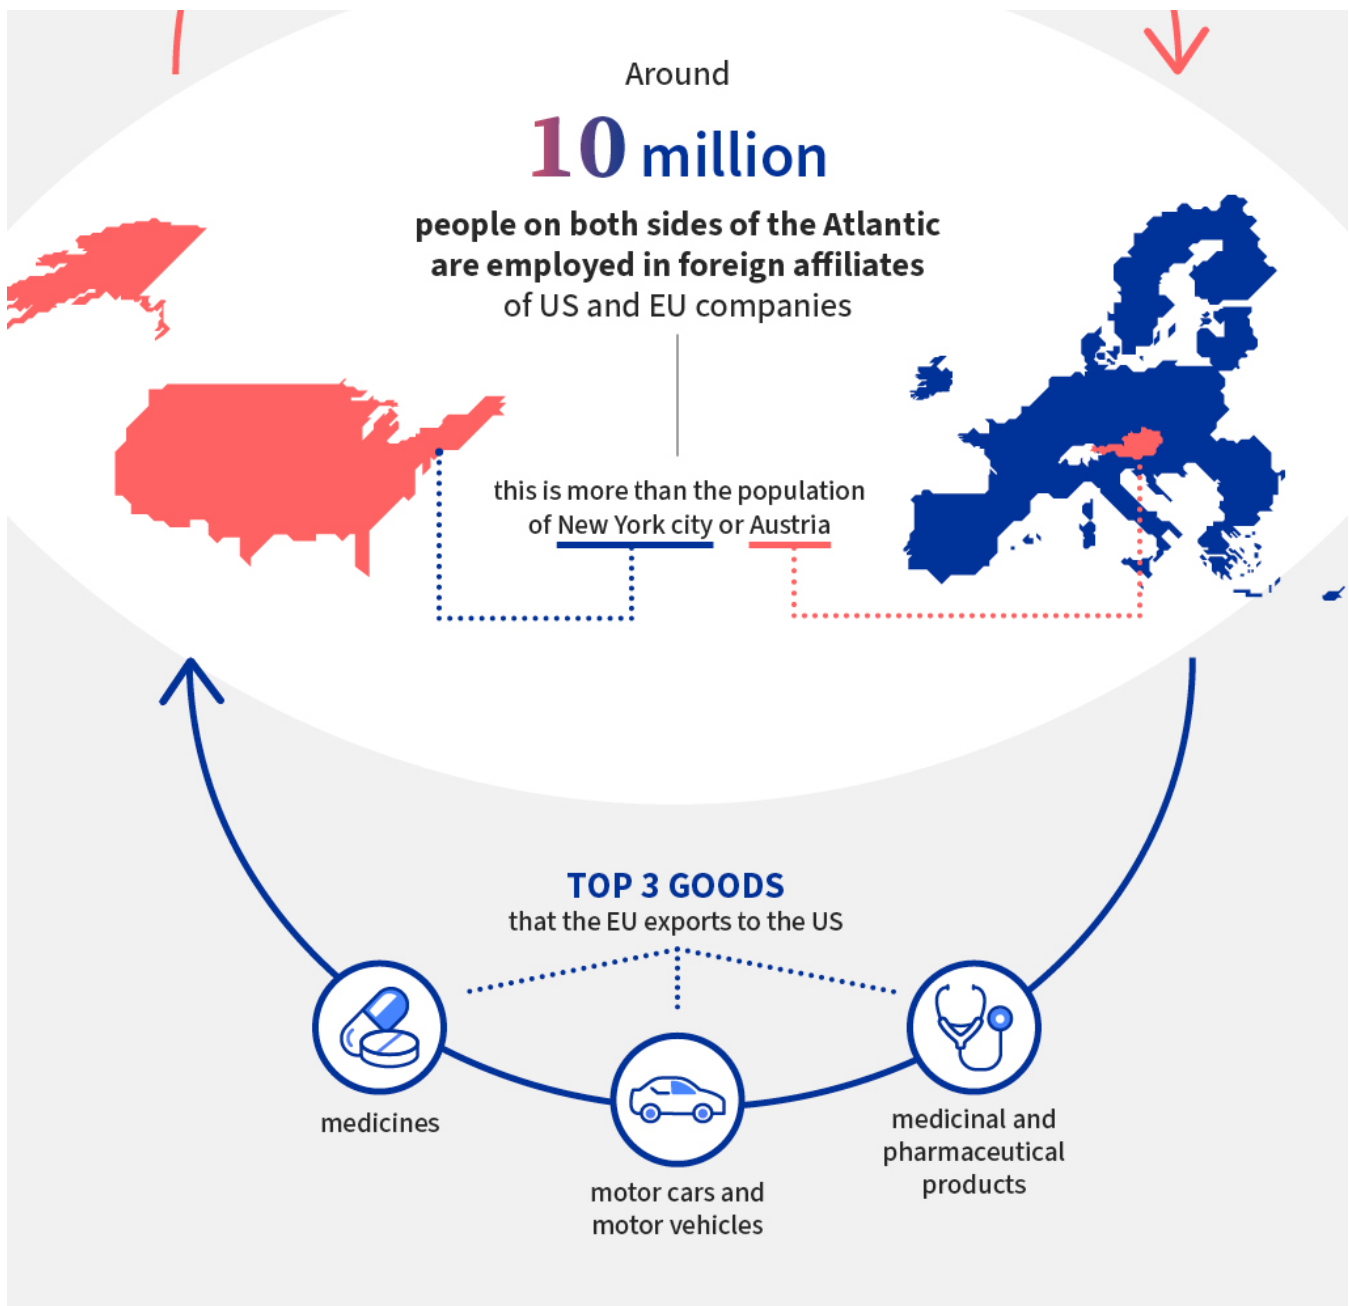 Around
10 million
people on both sides of the Atlantic
are employed in foreign affiliates
of US and EU companies
this is more than the population
of New York city or Austria
TOP 3 GOODS
that the EU exports to the US
medicines
motor cars and
motor vehicles
medicinal and
pharmaceutical
products